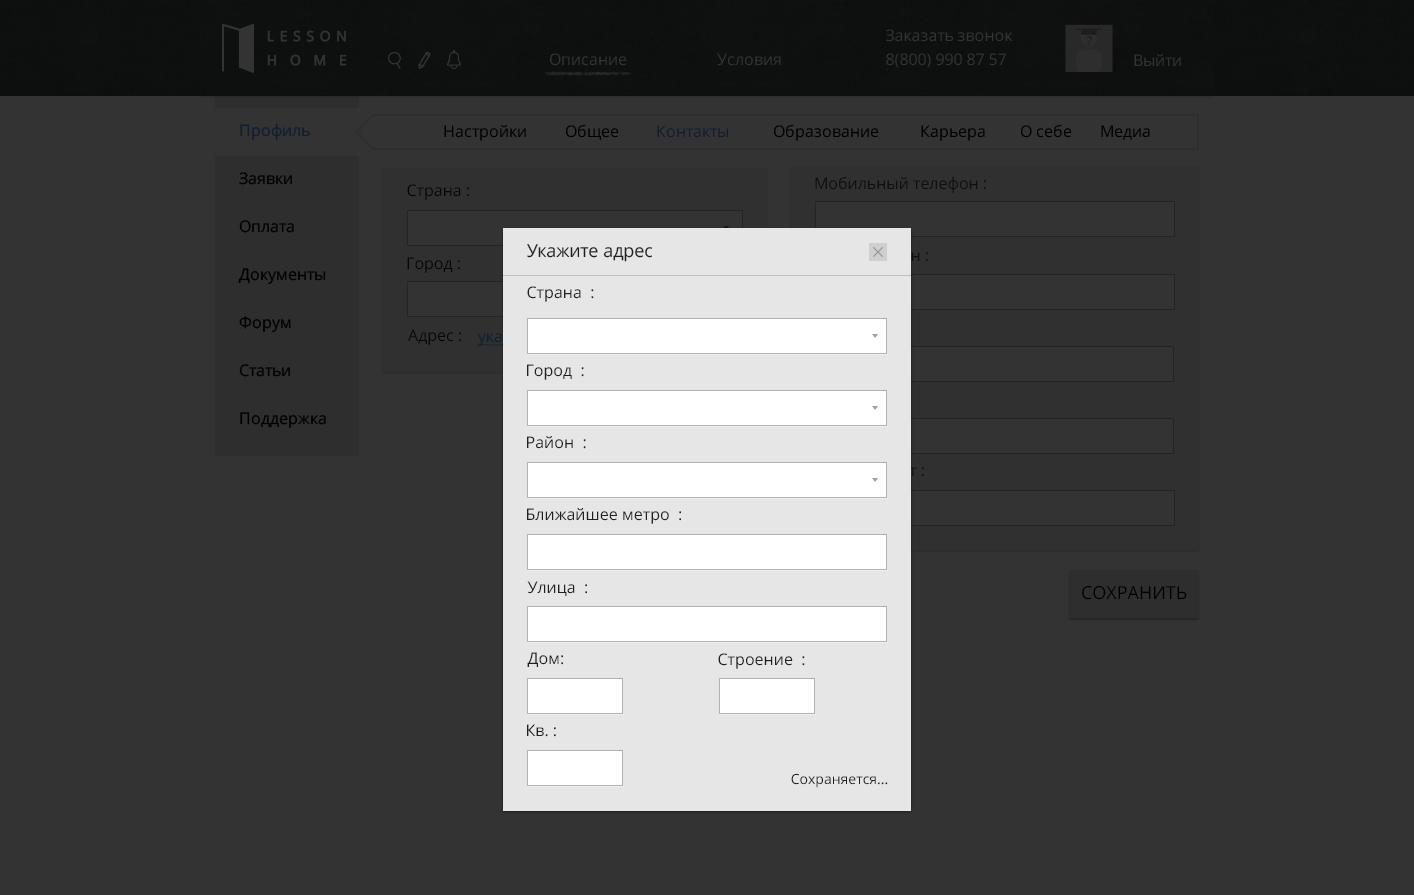 LESSON
HOME
Описание
Условия
Заказать звонок
8(800) 990 87 57
Выйти
Профиль
Настройки
Общее
Контакты
Образование
Карьера
О себе
Медиа
Заявки
Оплата
Документы
Форум
Статьи
Поддержка
Страна :
Город :
Адрес : ука
Мобильный телефон :
н :
т :
СОХРАНИТЬ
Укажите адрес
Страна :
Город :
Район :
Ближайшее метро :
Улица :
Дом:
Строение :
Кв. :
Сохраняется...